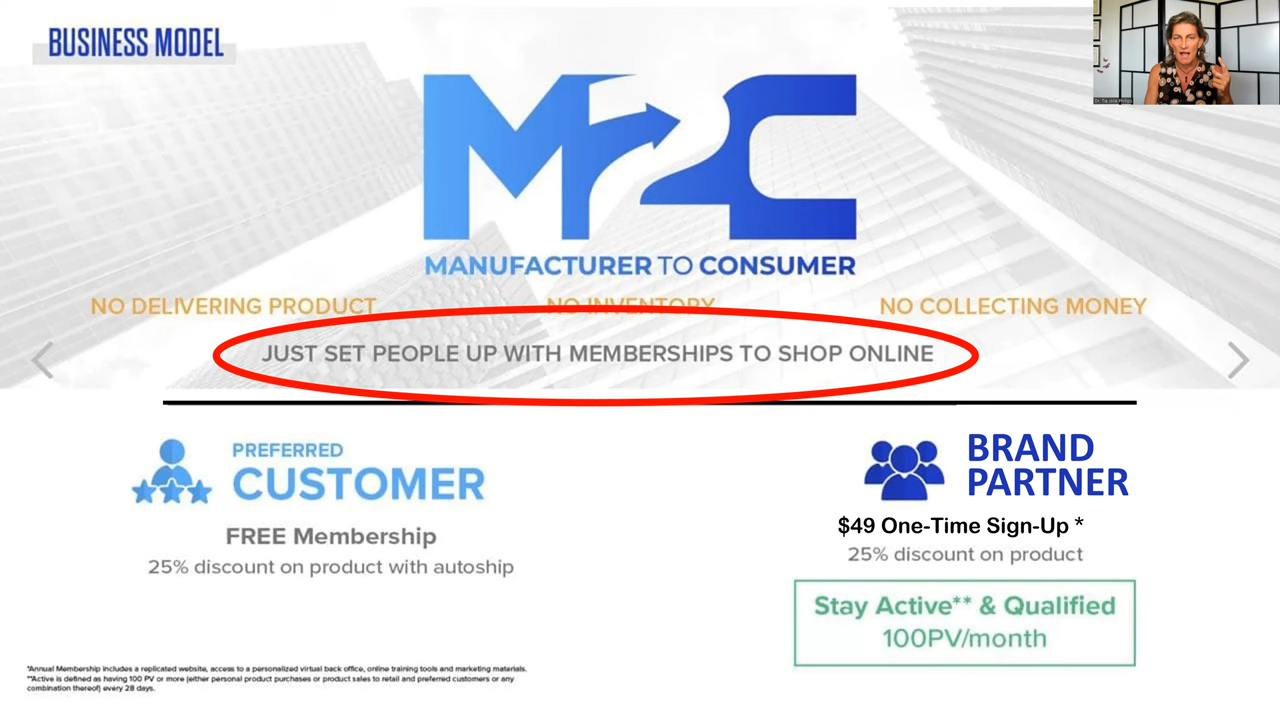 BUSINESS MODEL
M2C
MANUFACTURER TO CONSUMER
NO DELIVERING PRODUCT
NO INVENTORY
NO COLLECTING MONEY
JUST SET PEOPLE UP WITH MEMBERSHIPS TO SHOP ONLINE
PREFERRED
CUSTOMER
FREE Membership
25% discount on product with autoship
BRAND
PARTNER
$49 One-Time Sign-Up *
25% discount on product
Stay Active** & Qualified
100PV/month
*Annual Membership includes a replicated website, access to a personalized virtual back office, online training tools and marketing materials.
**Active is defined as having 100 PV or more (either personal product purchases or product sales to retail and preferred customers or any
combination thereof) every 28 days.